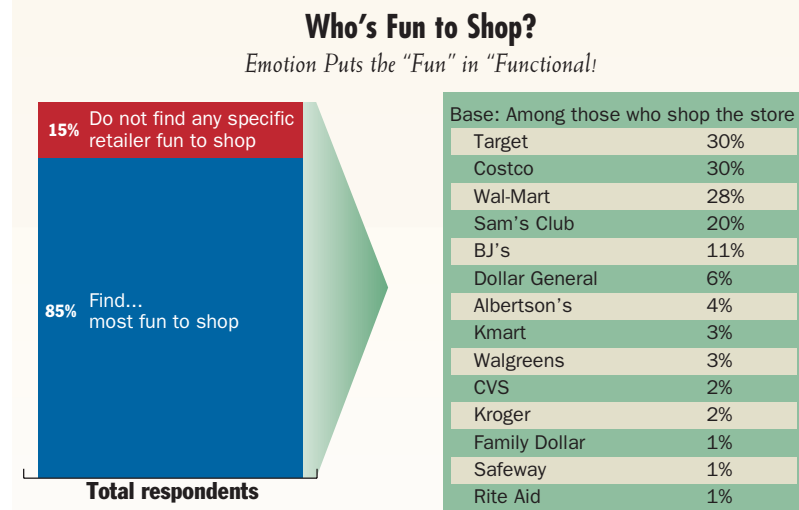 Who's Fun to Shop?
Emotion Puts the "Fun" in "Functional!
15% Do not find any specific
retailer fun to shop
85% Find...
most fun to shop
Total respondents
Base: Among those who shop the store
Target 30%
Costco 30%
Wal-Mart 28%
Sam's Club 20%
BJ's 11%
Dollar General 6%
Albertson's 4%
Kmart 3%
Walgreens 3%
CVS 2%
Kroger 2%
Family Dollar 1%
Safeway 1%
Rite Aid 1%